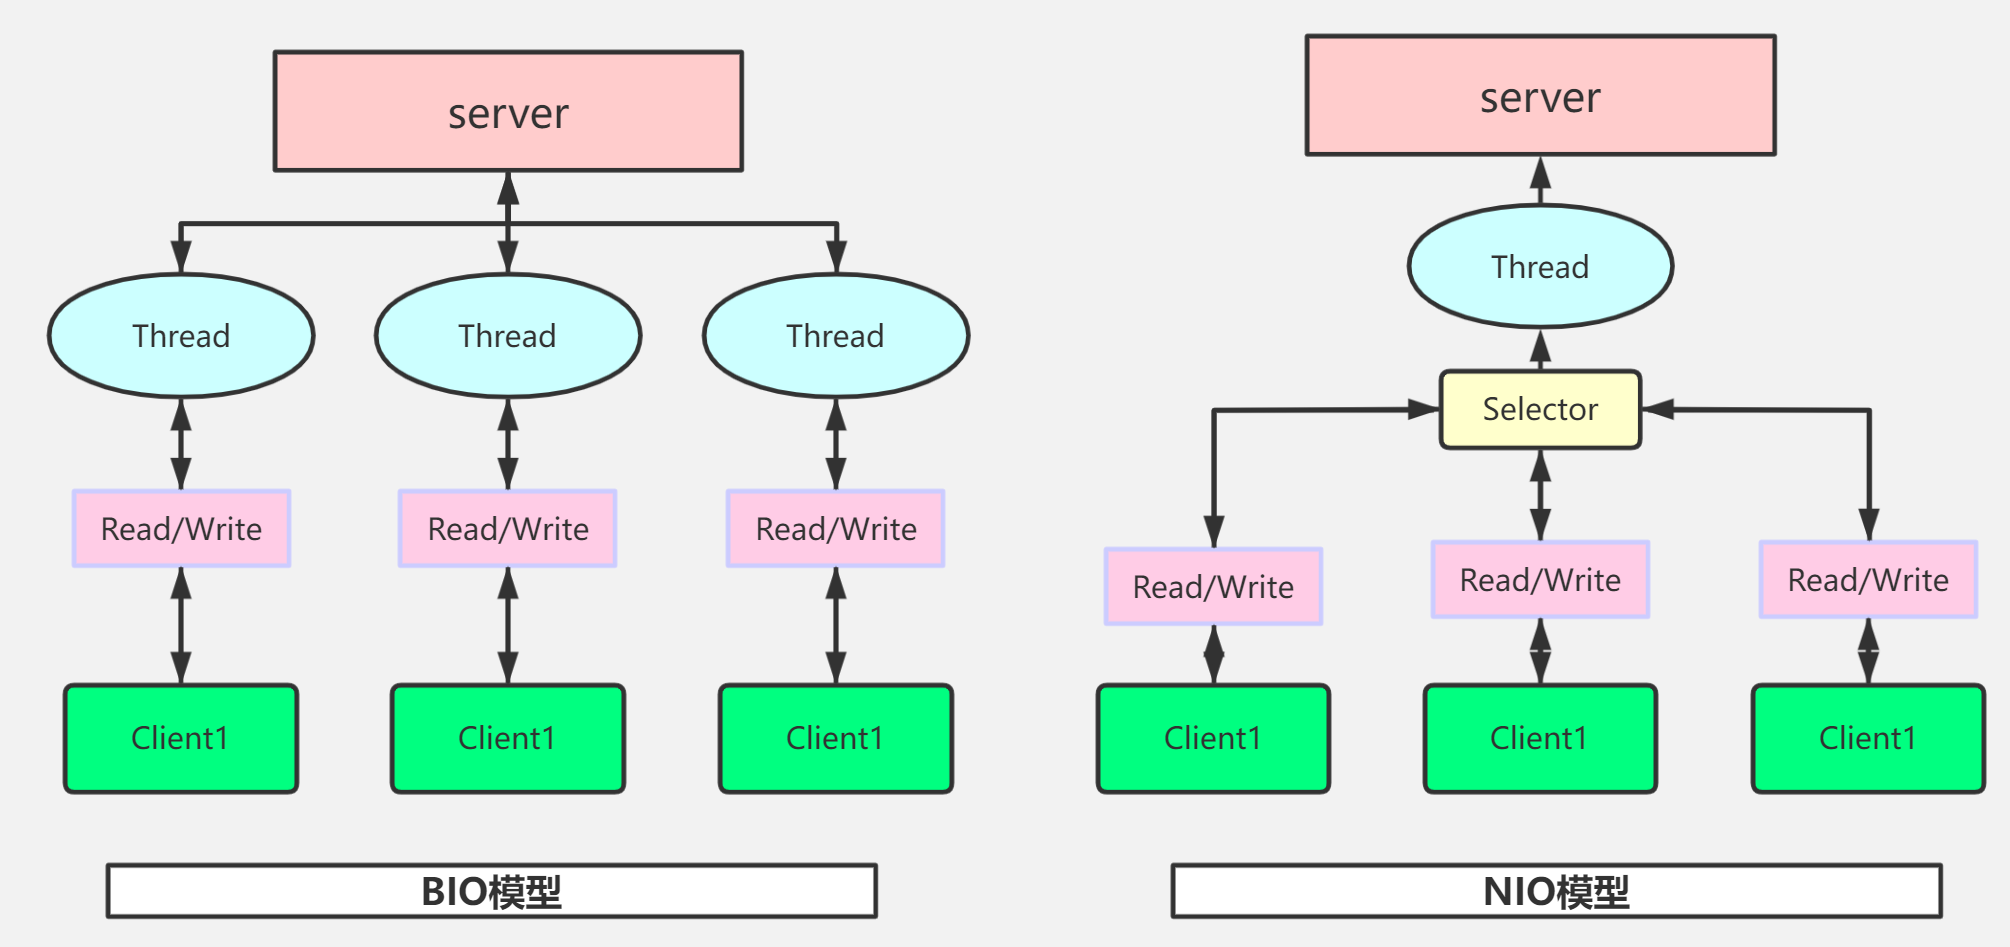 server
Thread
Thread
Thread
Read/Write
Read/Write
Read/Write
Client1
Client1
Client1
BIO模型
server
Thread
Selector
Read/Write
Read/Write
Read/Write
Client1
Client1
Client1
NIO模型